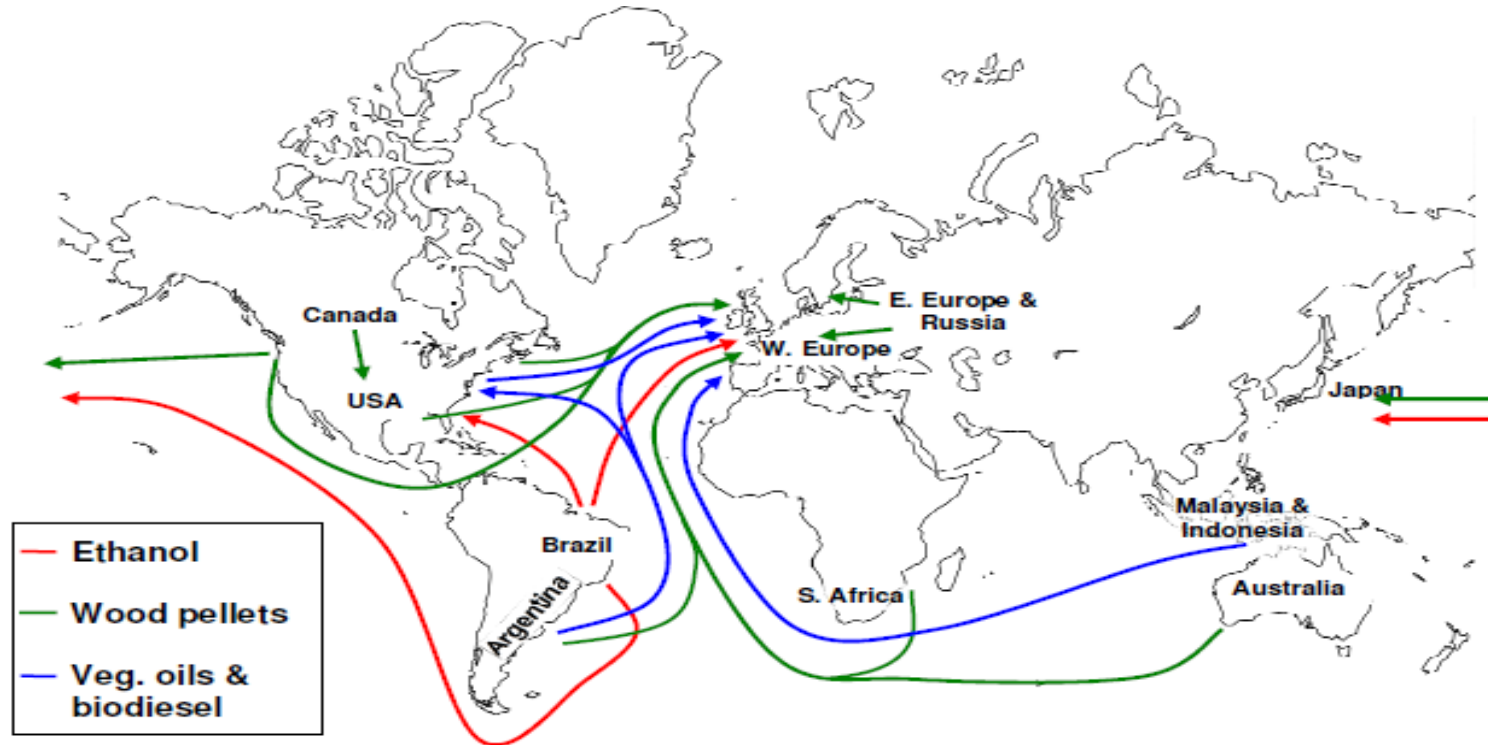 Canada
USA
E. Europe &
Russia
W. Europe
Japan
Malaysia &
Indonesia
Brazil
Argentina
S. Africa
Australia
Ethanol
Wood pellets
Veg. oils &
biodiesel